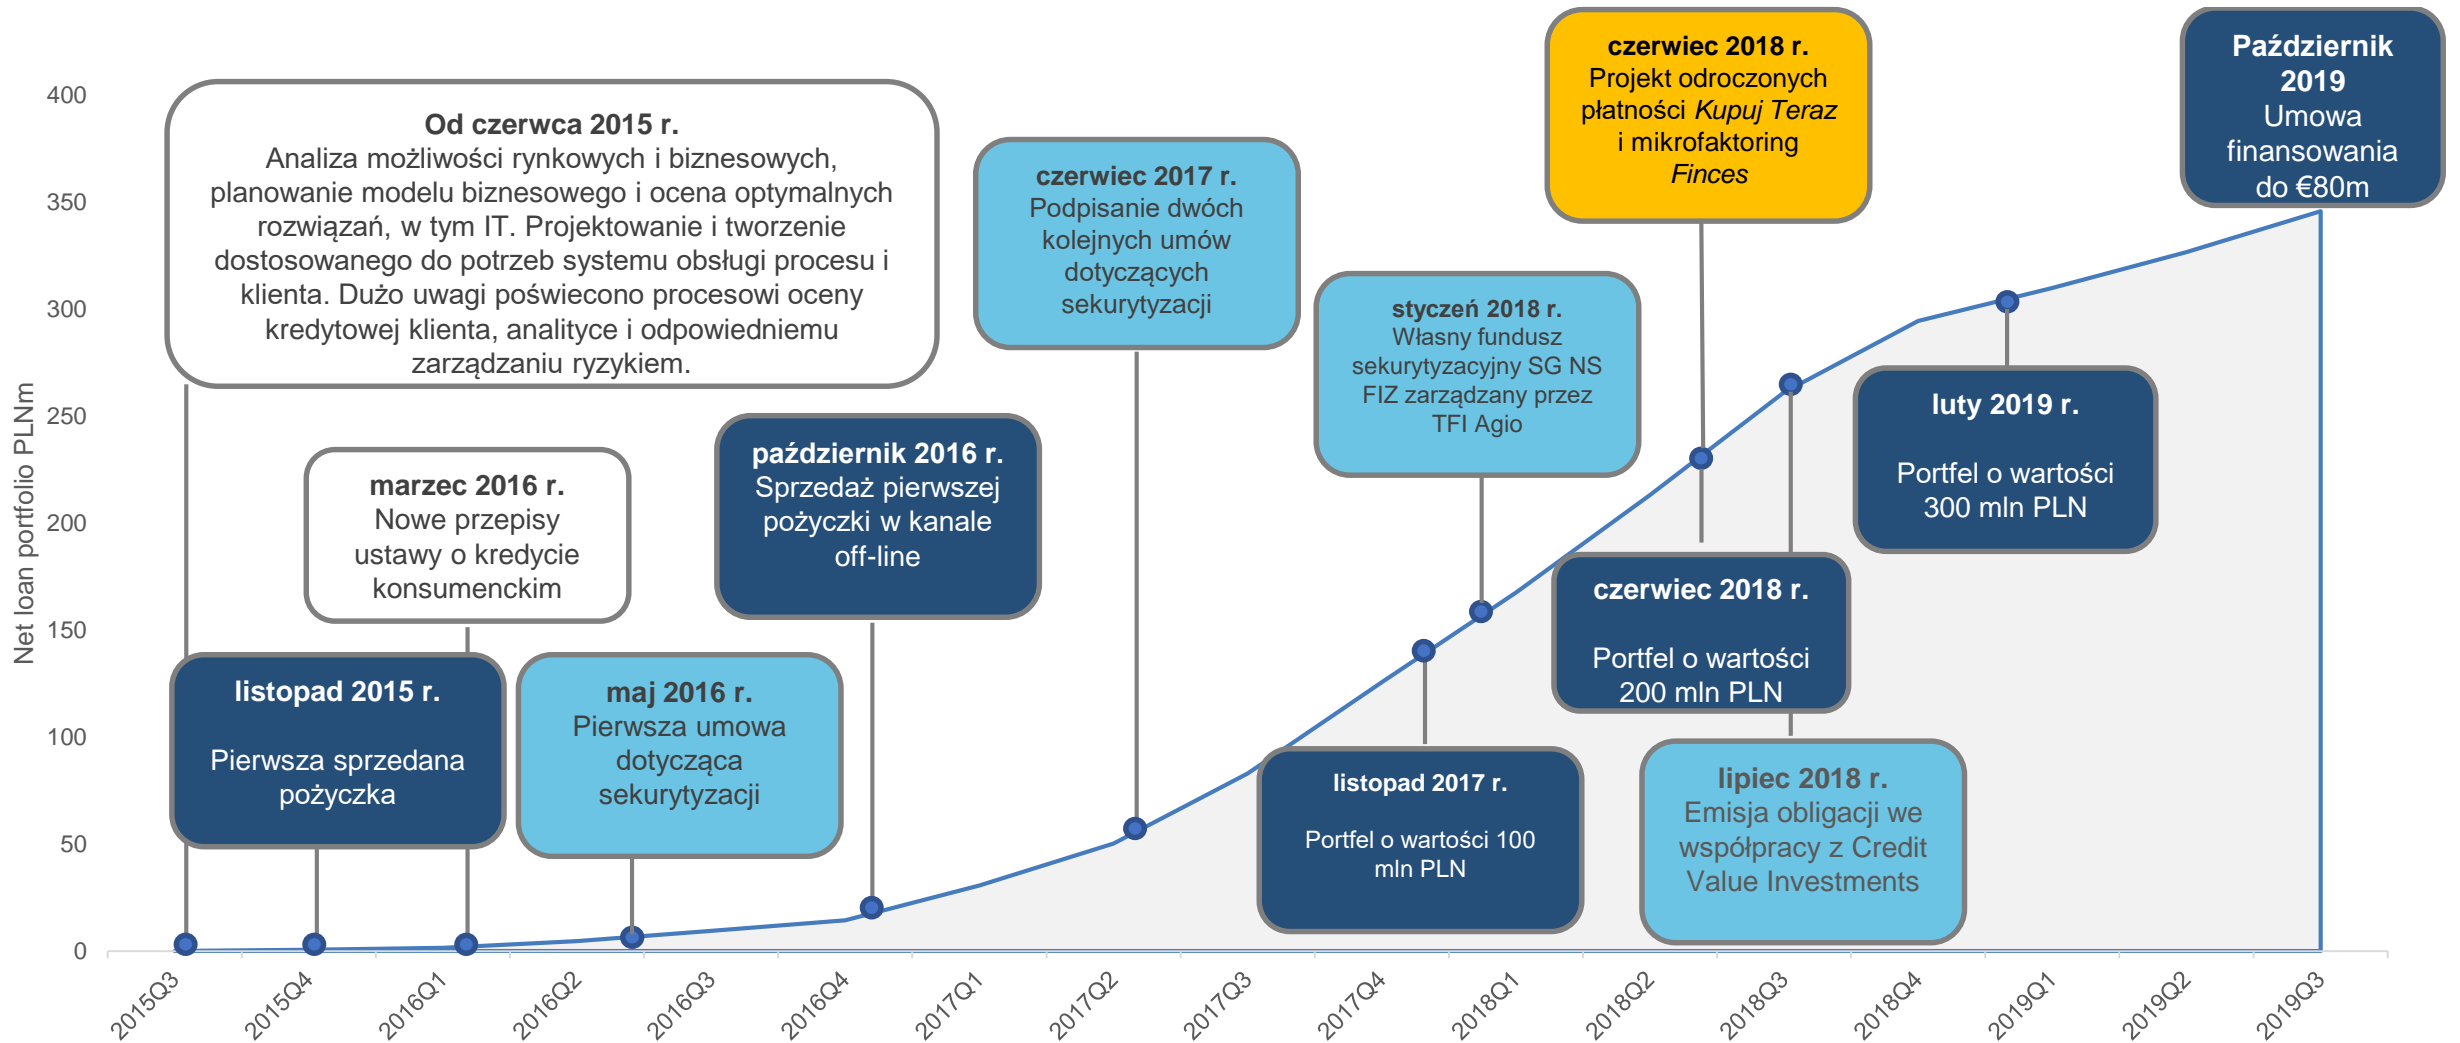 Net loan portfolio PLNm
400
350
300
250
200
150
100
50
0
Od czerwca 2015 r.
Analiza możliwości rynkowych i biznesowych,
planowanie modelu biznesowego i ocena optymalnych
rozwiązań, w tym IT. Projektowanie i tworzenie
dostosowanego do potrzeb systemu obsługi procesu i
klienta. Dużo uwagi poświecono procesowi oceny
kredytowej klienta, analityce i odpowiedniemu
zarządzaniu ryzykiem.
listopad 2015 r.
Pierwsza sprzedana
pożyczka
marzec 2016 r.
Nowe przepisy
ustawy o kredycie
konsumenckim
maj 2016 r.
Pierwsza umowa
dotycząca
sekurytyzacji
październik 2016 r.
Sprzedaż pierwszej
pożyczki w kanale
off-line
czerwiec 2017 r.
Podpisanie dwóch
kolejnych umów
dotyczących
sekurytyzacji
listopad 2017 r.
Portfel o wartości 100
mln PLN
styczeń 2018 r.
Własny fundusz
sekurytyzacyjny SG NS
FIZ zarządzany przez
TFI Agio
czerwiec 2018 r.
Projekt odroczonych
płatności Kupuj Teraz
i mikrofaktoring
Finces
czerwiec 2018 r.
Portfel o wartości
200 mln PLN
lipiec 2018 r.
Emisja obligacji we
współpracy z Credit
Value Investments
luty 2019 r.
Portfel o wartości
300 mln PLN
Październik
2019
Umowa
finansowania
do €80m
2015Q3
2015Q4
2016Q1
2016Q2
2016Q3
2016Q4
2017Q1
2017Q2
2017Q3
2017Q4
2018Q1
2018Q2
2018Q3
2018Q4
2019Q1
2019Q2
2019Q3